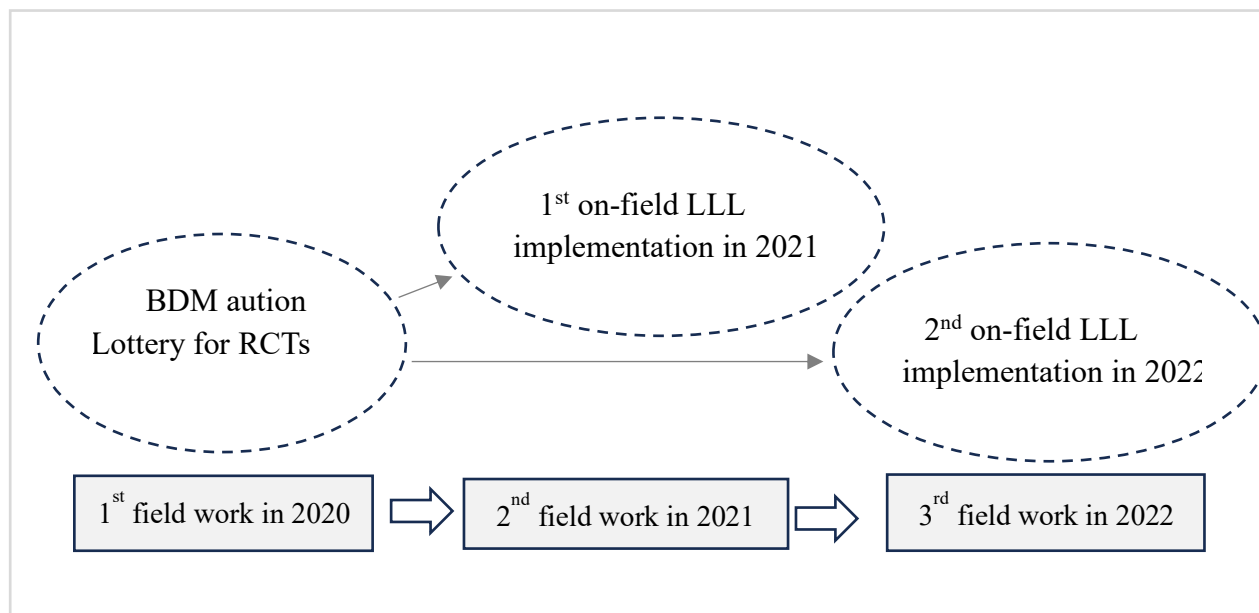 1st on-field LLL
implementation in 2021
BDM aution
Lottery for RCTs
2nd on-field LLL
implementation in 2022
1st field work in 2020
2nd field work in 2021
3rd field work in 2022